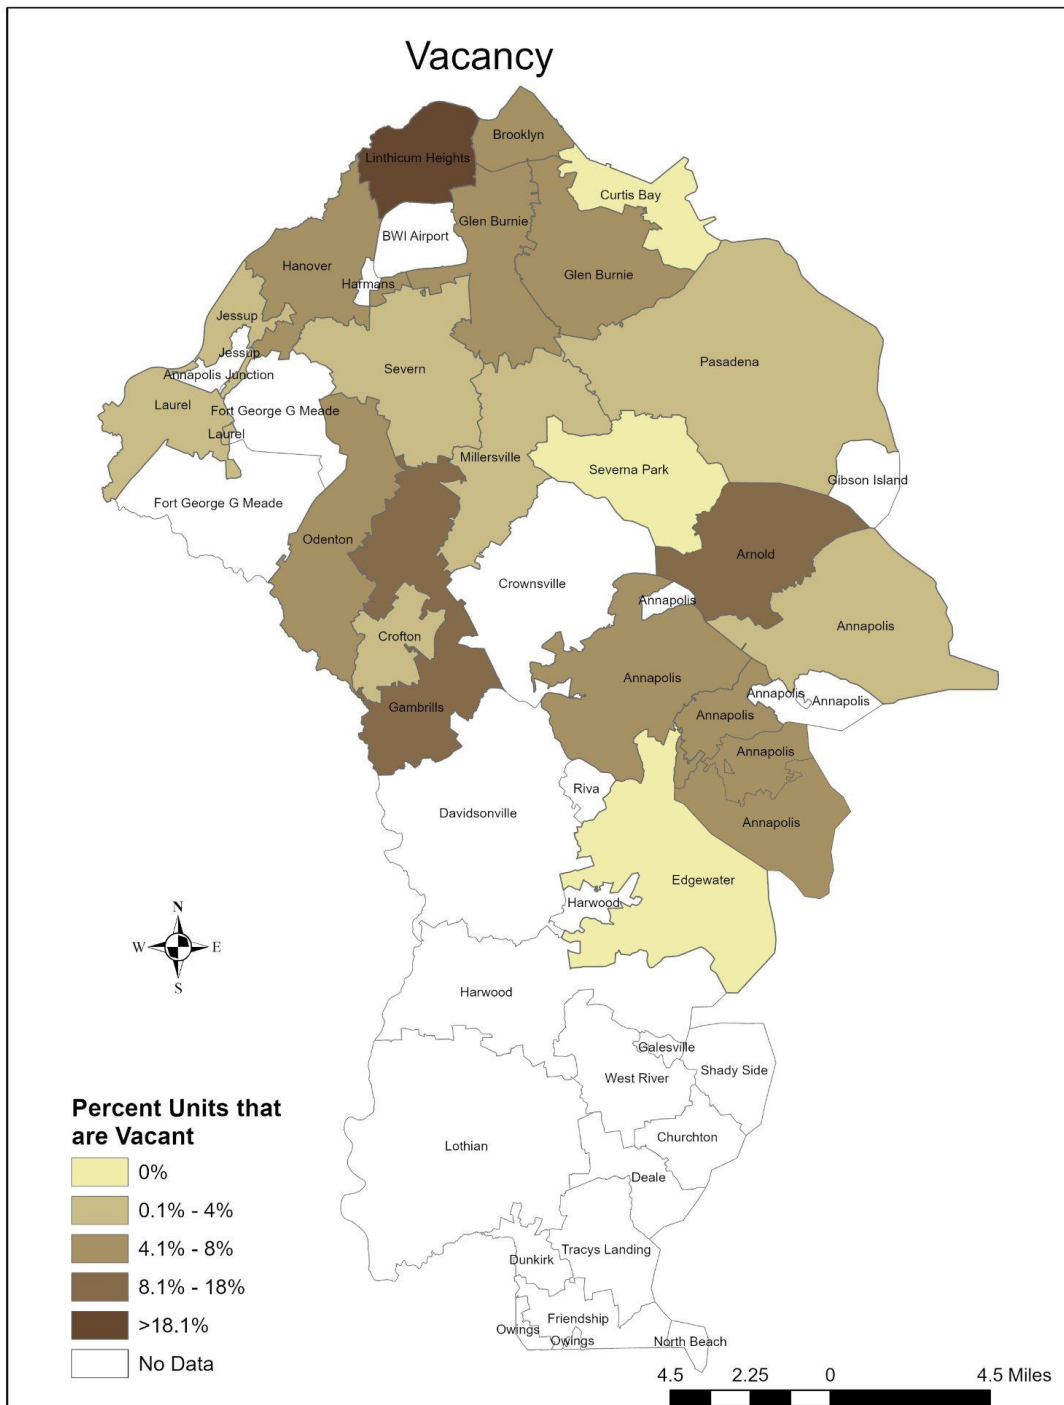 Vacancy
Brooklyn
Linthicum Heights
Curtis Bay
Glen Burnie
BWI Airport
Hanover
Glen Burnie
Harmans
Jessup
Jessup
Pasadena
Severn
Annapolis Junction
Laurel
Fort George G Meade
Laurel
Millersville
Severna Park
Gibson Island
Fort George G Meade
Odenton
Arnold
Crownsville
Annapolis
Annapolis
Crofton
Annapolis
Annapolis
Annapolis
Gambrills
Annapolis
Annapolis
Riva
Davidsonville
Annapolis
Edgewater
Harwood
N
W
E
S
Harwood
Galesville
Shady Side
West River
Churchton
Lothian
Deale
Tracys Landing
Dunkirk
Friendship
Owings
Owings
North Beach
Percent Units that
are Vacant
0%
0.1% - 4%
4.1% - 8%
8.1% - 18%
>18.1%
No Data
4.5 2.25 0 4.5 Miles